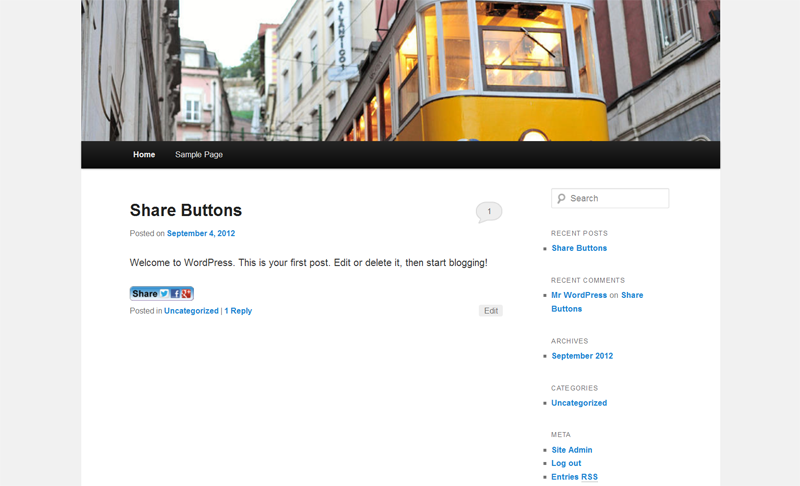 ATLANTICO
Home Sample Page
Share Buttons
1
Posted on September 4, 2012
Welcome to WordPress. This is your first post. Edit or delete it, then start blogging!
Share
Posted in Uncategorized | 1 Reply
Edit
Search
RECENT POSTS
Share Buttons
RECENT COMMENTS
Mr WordPress on Share
Buttons
ARCHIVES
September 2012
CATEGORIES
Uncategorized
META
Site Admin
Log out
Entries RSS